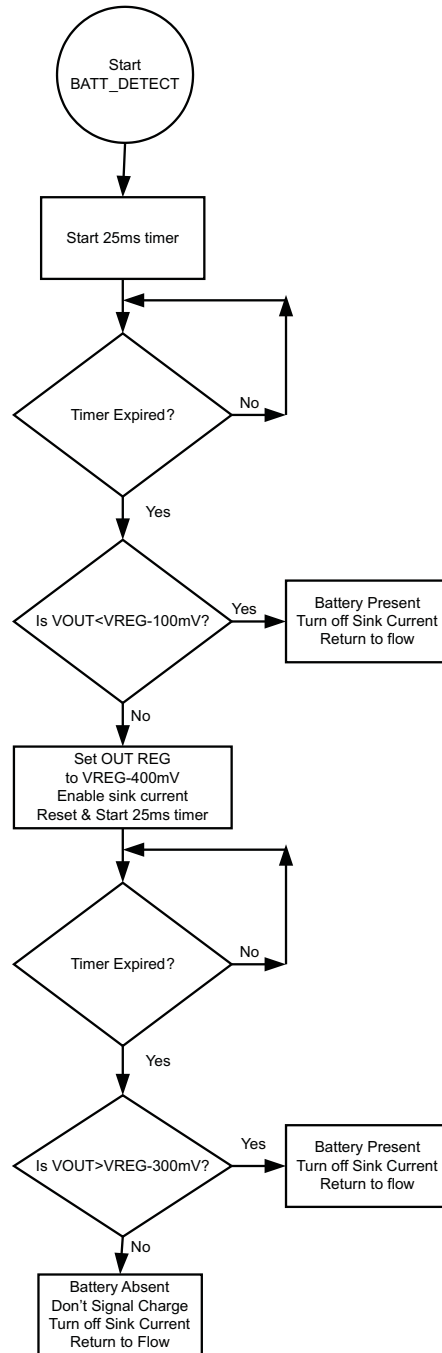 Start
BATT_DETECT
Start 25ms timer
Timer Expired?
No
Yes
Is VOUT<VREG-100mV?
Yes
Battery Present
Turn off Sink Current
Return to flow
No
Set OUT REG
to VREG-400mV
Enable sink current
Reset & Start 25ms timer
Timer Expired?
No
Yes
Is VOUT>VREG-300mV?
Yes
Battery Present
Turn off Sink Current
Return to flow
No
Battery Absent
Don't Signal Charge
Turn off Sink Current
Return to Flow